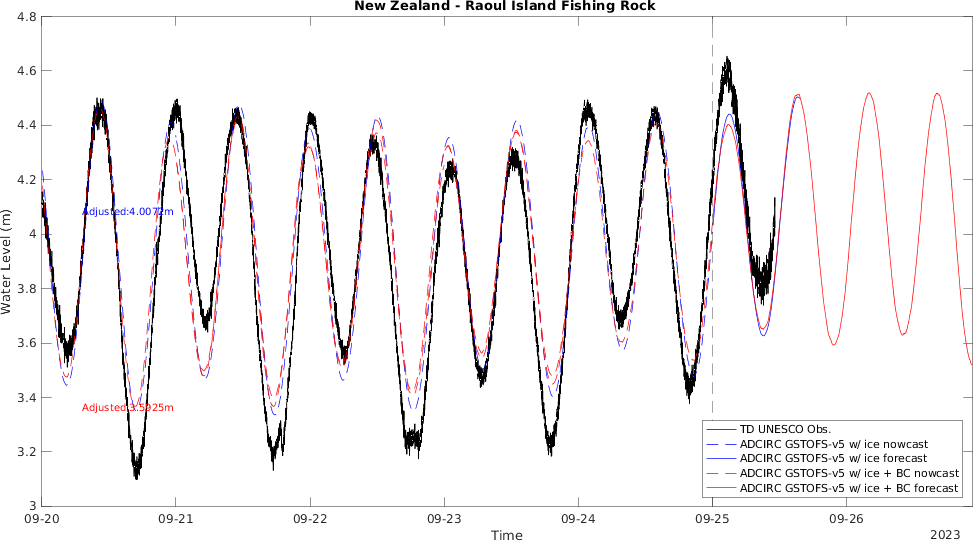 New Zealand - Raoul Island Fishing Rock
4.8
4.6
4.4
4.2
4
3.8
3.6
3.4
3.2
3
Water Level (m)
Adjusted:4.0072m
Adjusted:3.5925m
TD UNESCO Obs.
ADCIRC GSTOFS-v5 w/ ice nowcast
ADCIRC GSTOFS-v5 w/ ice forecast
ADCIRC GSTOFS-v5 w/ ice + BC nowcast
ADCIRC GSTOFS-v5 w/ ice + BC forecast
09-20 09-21 09-22 09-23 09-24 09-25 09-26
Time
2023